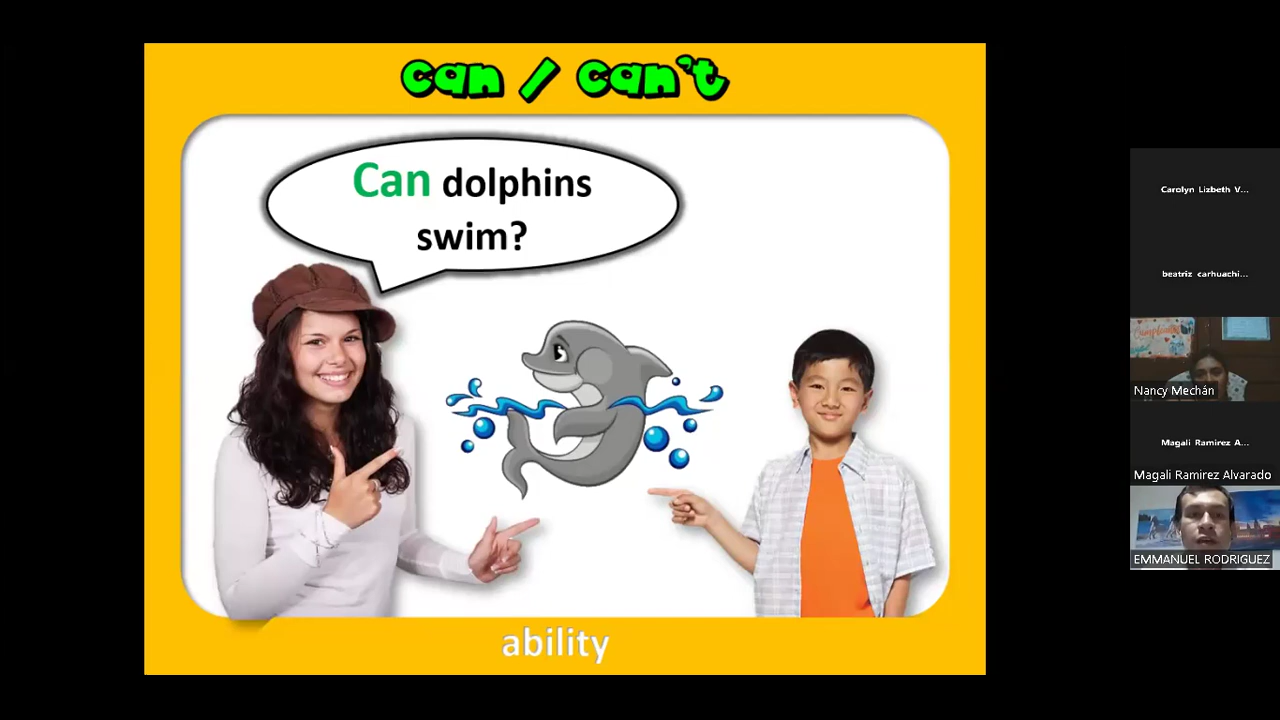 Can / Can't
Can dolphins
swim?
ability
Carolyn Lizbeth V...
beatriz carhuachi...
Nancy Mechán
Magali Ramirez A...
Magali Ramirez Alvarado
EMMANUEL RODRIGUEZ